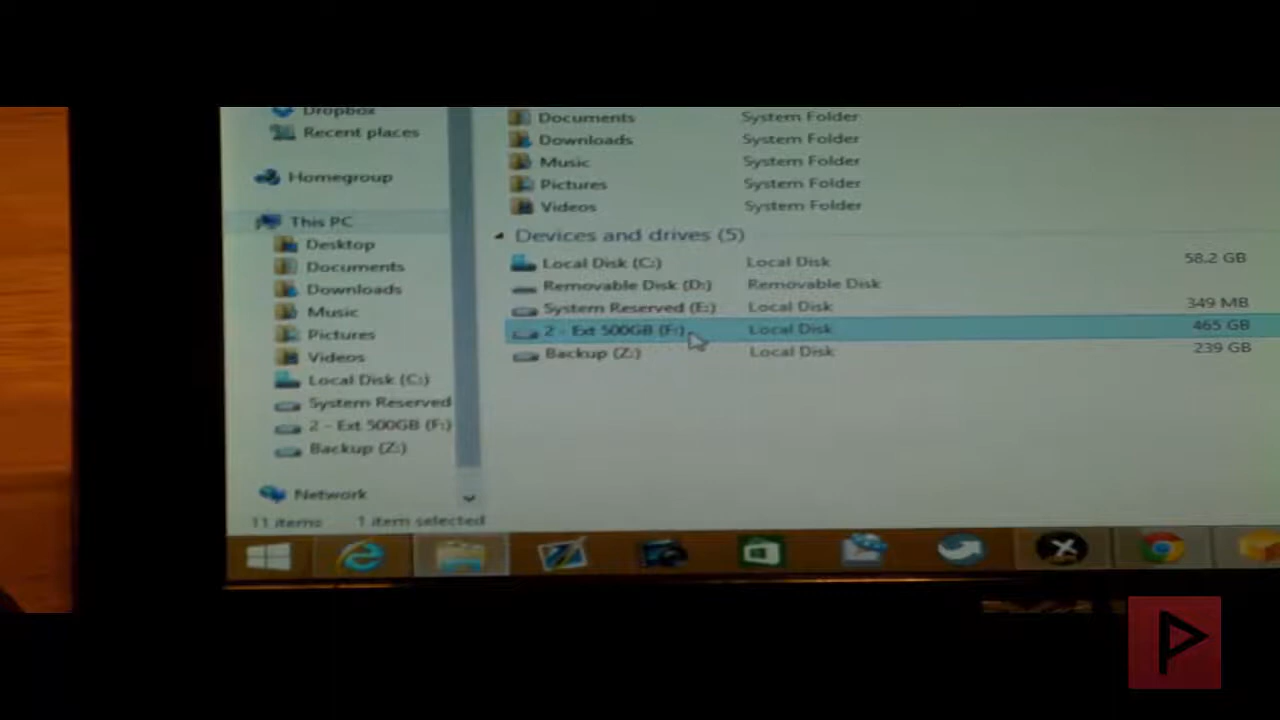 Dropbox
Recent places
Homegroup
This PC
Desktop
Documents
Downloads
Music
Pictures
Videos
Local Disk (C:)
System Reserved
2 - Ext 500GB (F:)
Backup (Z:)
Network
11 items 1 item selected
Documents System Folder
Downloads System Folder
Music System Folder
Pictures System Folder
Videos System Folder
Devices and drives (5)
Local Disk (C:) Local Disk 58.2 GB
Removable Disk (D:) Removable Disk
System Reserved (E:) Local Disk 349 MB
2 - Ext 500GB (F:) Local Disk 465 GB
Backup (Z:) Local Disk 239 GB
P